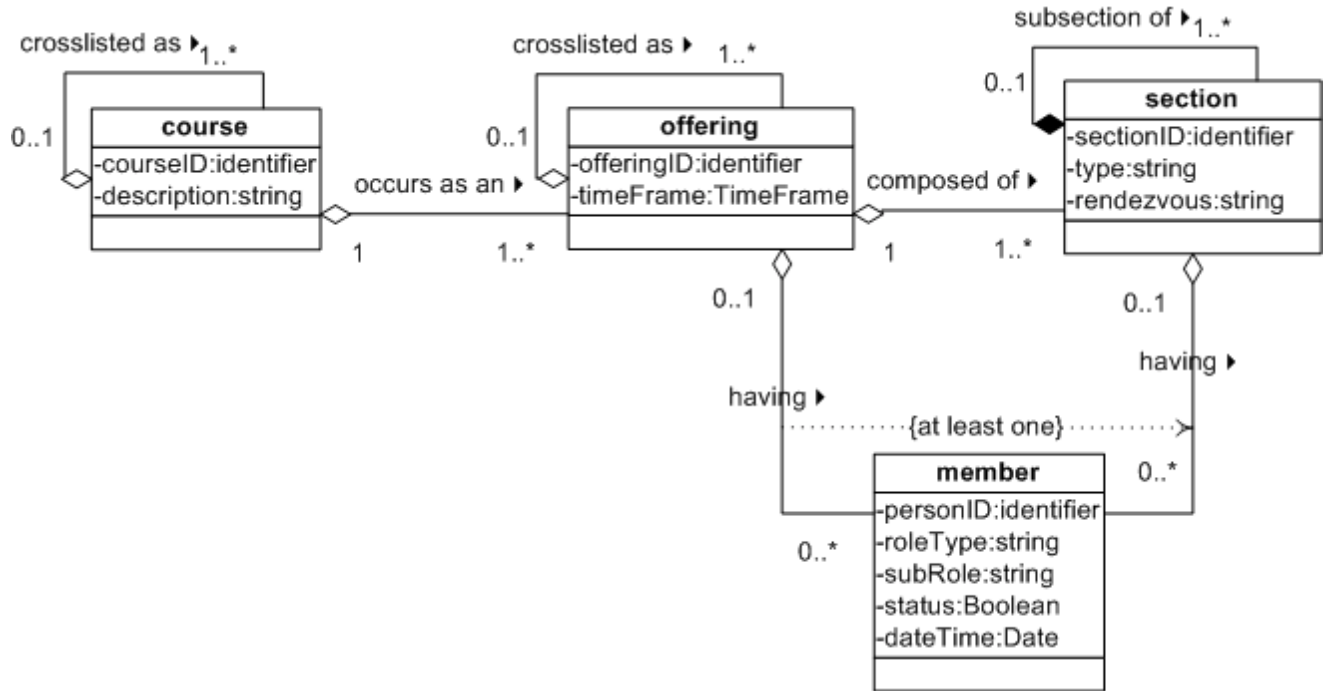 crosslisted as
1..*
0..1
course
-courseID:identifier
-description:string
occurs as an
1
1..*
crosslisted as
1..*
0..1
offering
-offeringID:identifier
-timeFrame:TimeFrame
composed of
1
1..*
subsection of
1..*
0..1
section
-sectionID:identifier
-type:string
-rendezvous:string
0..1
having
0..*
0..1
having
{at least one}
0..*
member
-personID:identifier
-roleType:string
-subRole:string
-status:Boolean
-dateTime:Date